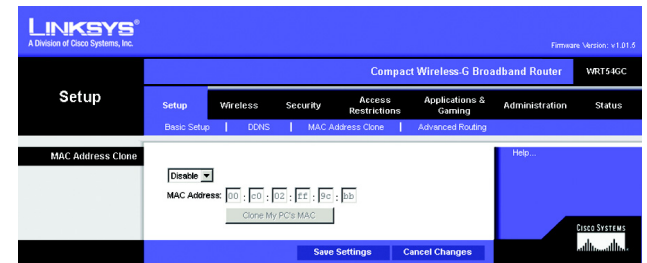 LINKSYS®
A Division of Cisco Systems, Inc.
Firmware Version: v1.01.5
Compact Wireless-G Broadband Router WRT54GC
Setup
Setup Wireless Security Access Restrictions Applications & Gaming Administration Status
Basic Setup | DDNS | MAC Address Clone | Advanced Routing
MAC Address Clone
Help...
Disable
MAC Address: 00 : c0 : 02 : ff : 9c : bb
Clone My PC's MAC
CISCO SYSTEMS
Save Settings Cancel Changes